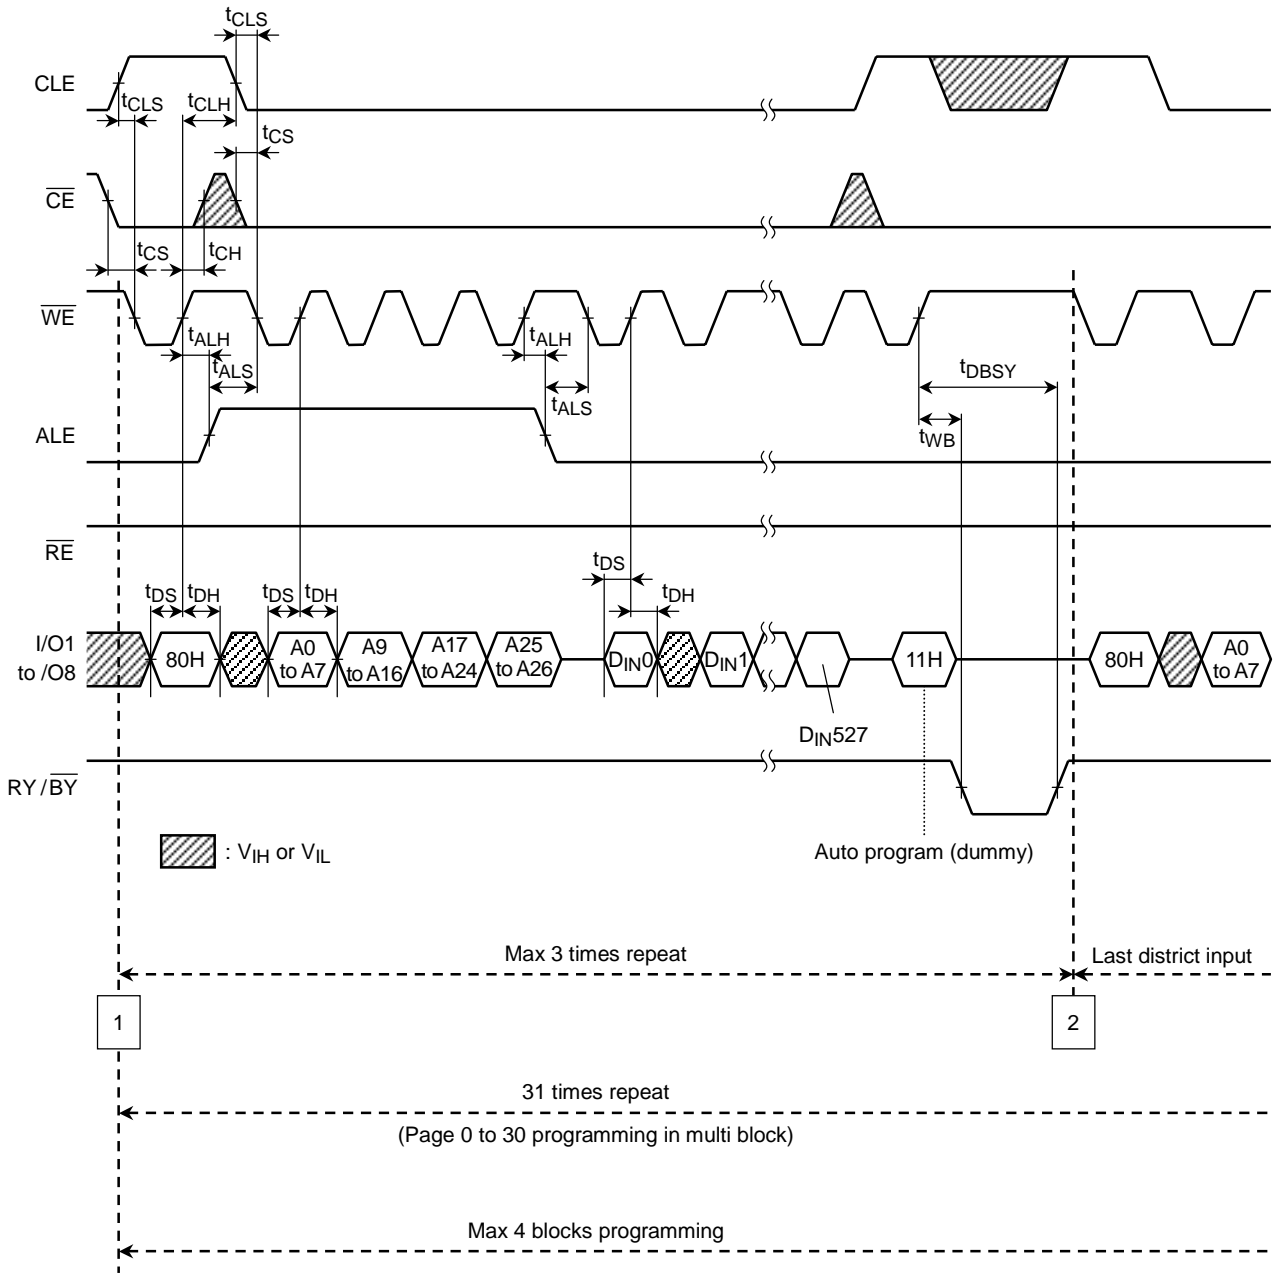 tCLS
CLE
tCLS
tCLH
tCS
CE
tCS
tCH
WE
tALH
tALS
tALH
tALS
tDBSY
tWB
ALE
RE
tDS
tDH
tDS
tDH
tDS
tDH
I/O1
to /O8
80H
A0
to A7
A9
to A16
A17
to A24
A25
to A26
DIN0
DIN1
DIN527
11H
80H
A0
to A7
RY / BY
: VIH or VIL
Auto program (dummy)
Max 3 times repeat
Last district input
1
2
31 times repeat
(Page 0 to 30 programming in multi block)
Max 4 blocks programming